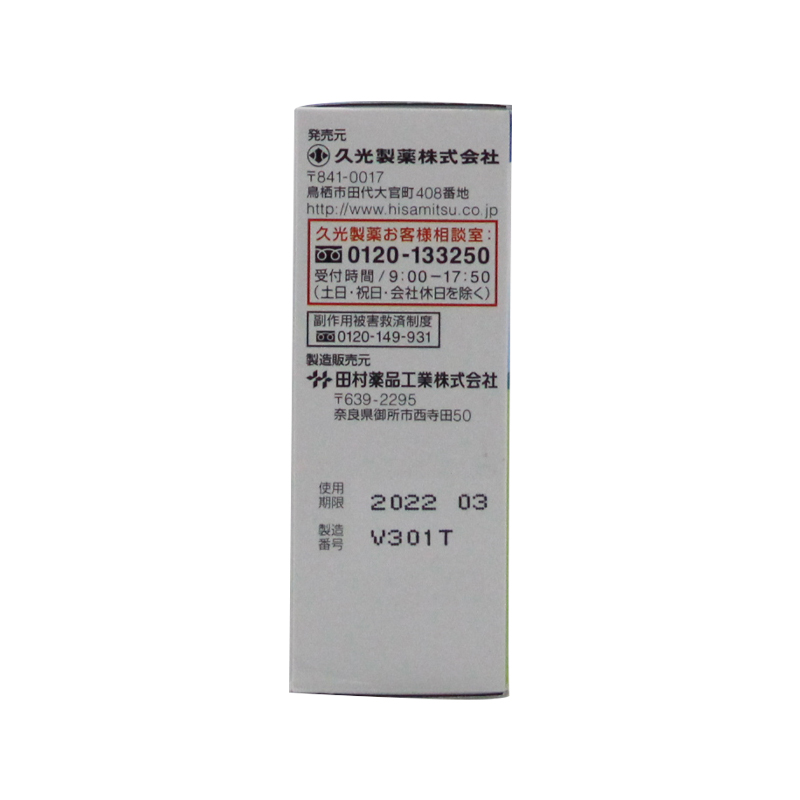 発売元
久光製薬株式会社
〒841-0017
鳥栖市田代大官町408番地
http://www.hisamitsu.co.jp
久光製薬お客様相談室:
0120-133250
受付時間/9:00-17:50
(土日・祝日・会社休日を除く)
副作用被害救済制度
0120-149-931
製造販売元
田村薬品工業株式会社
〒639-2295
奈良県御所市西寺田50
使用
期限 2022 03
製造
番号 V301T